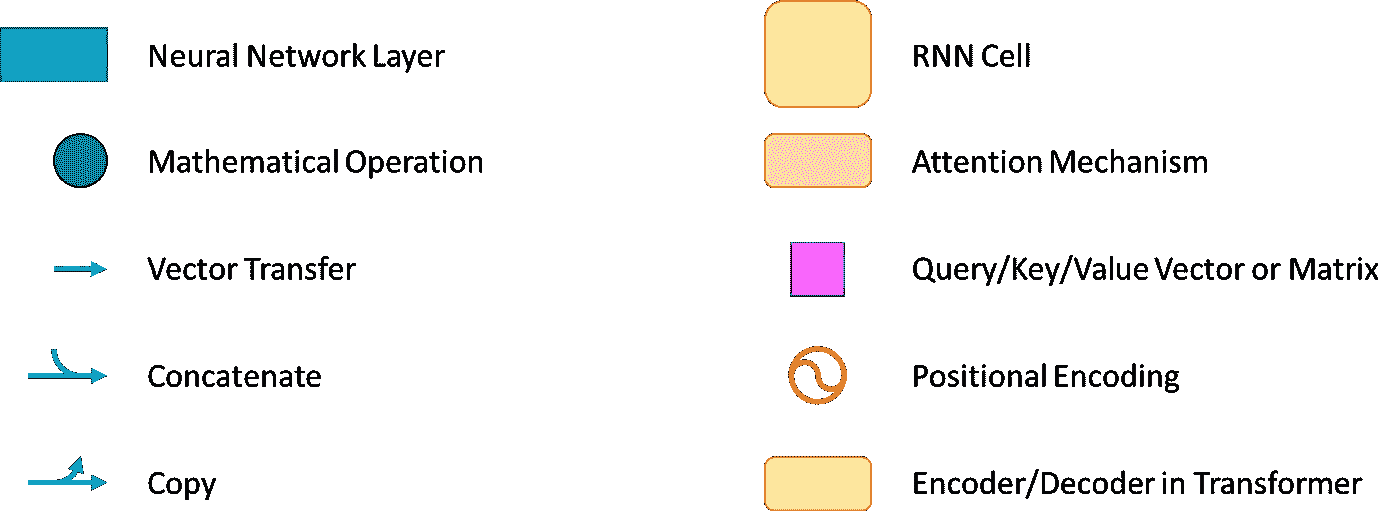 Neural Network Layer
Mathematical Operation
Vector Transfer
Concatenate
Copy
RNN Cell
Attention Mechanism
Query/Key/Value Vector or Matrix
Positional Encoding
Encoder/Decoder in Transformer